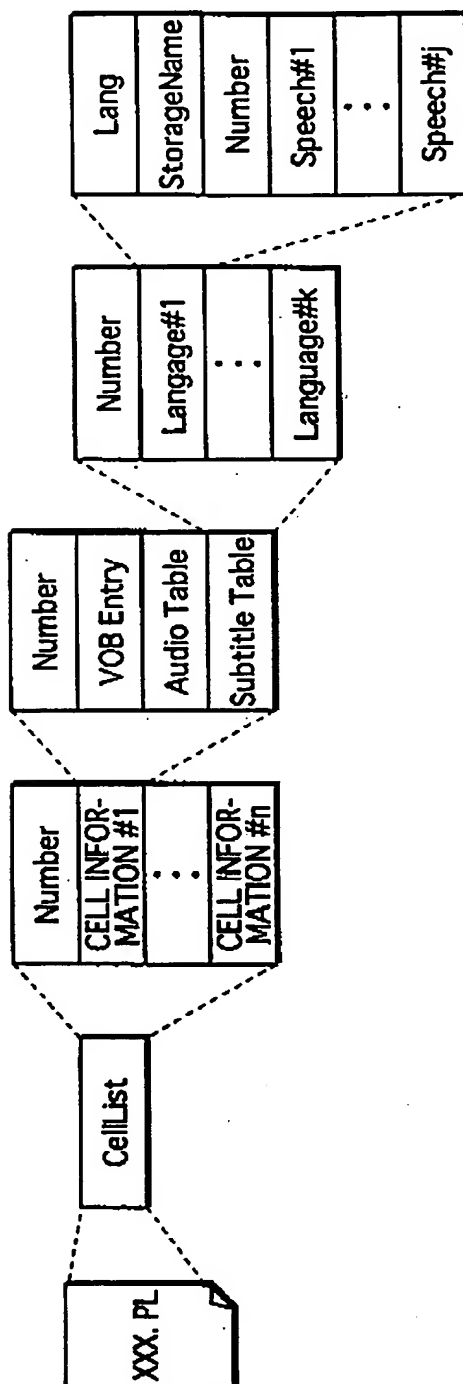 XXX. PL
CellList
Number
CELL INFOR-
MATION #1
• • •
CELL INFOR-
MATION #n
Number
VOB Entry
Audio Table
Subtitle Table
Number
Langage#1
• • •
Language#k
Lang
StorageName
Number
Speech#1
• • •
Speech#j